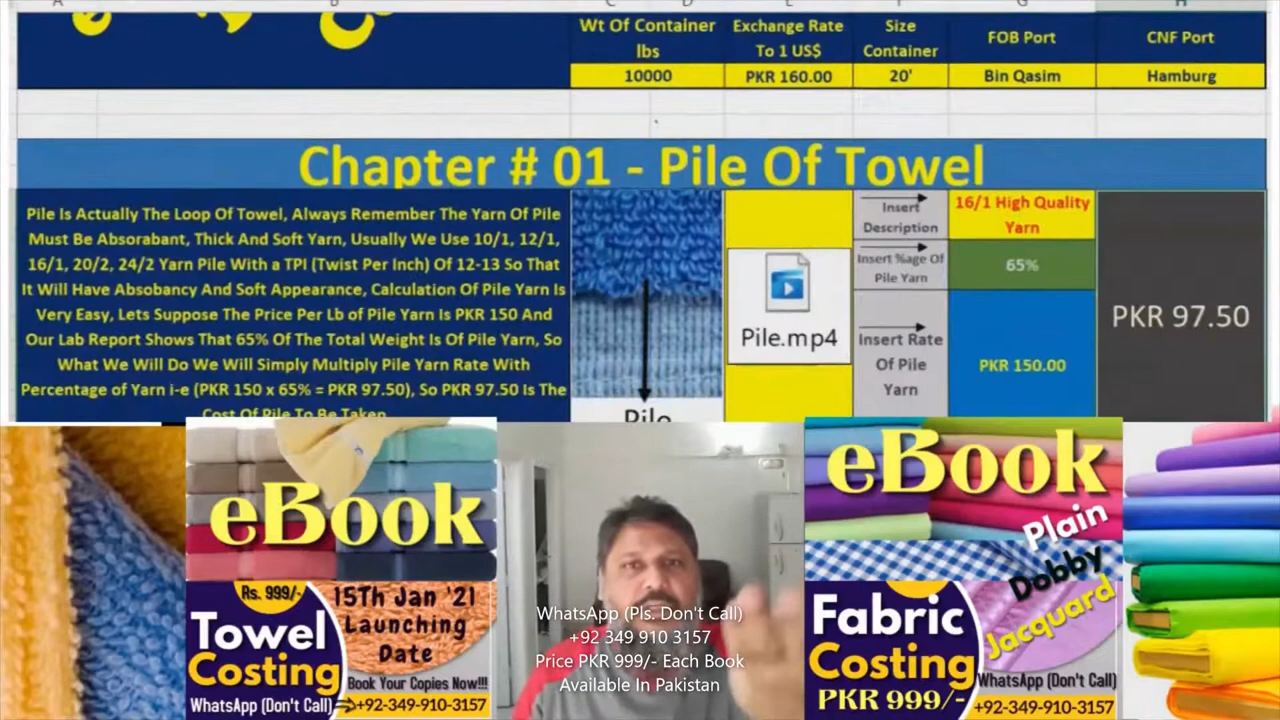 A B C D E F G H
Wt Of Container
lbs
Exchange Rate
To 1 US$
Size
Container
FOB Port
CNF Port
10000
PKR 160.00
20'
Bin Qasim
Hamburg
Chapter # 01 - Pile Of Towel
Pile Is Actually The Loop Of Towel, Always Remember The Yarn Of Pile
Must Be Absorabant, Thick And Soft Yarn, Usually We Use 10/1, 12/1,
16/1, 20/2, 24/2 Yarn Pile With a TPI (Twist Per Inch) Of 12-13 So That
It Will Have Absobancy And Soft Appearance, Calculation Of Pile Yarn Is
Very Easy, Lets Suppose The Price Per Lb of Pile Yarn Is PKR 150 And
Our Lab Report Shows That 65% Of The Total Weight Is Of Pile Yarn, So
What We Will Do We Will Simply Multiply Pile Yarn Rate With
Percentage of Yarn i-e (PKR 150 x 65% = PKR 97.50), So PKR 97.50 Is The
Cost Of Pile To Be Taken
Pile
Pile.mp4
Insert
Description
16/1 High Quality
Yarn
Insert %age Of
Pile Yarn
65%
Insert Rate
Of Pile
Yarn
PKR 150.00
PKR 97.50
eBook
Rs. 999/-
Towel
Costing
15Th Jan '21
Launching
Date
Book Your Copies Now!!!
WhatsApp (Don't Call)
+92-349-910-3157
WhatsApp (Pls. Don't Call)
+92 349 910 3157
Price PKR 999/- Each Book
Available In Pakistan
eBook
Plain
Dobby
Jacquard
Fabric
Costing
PKR 999/-
WhatsApp (Don't Call)
+92-349-910-3157